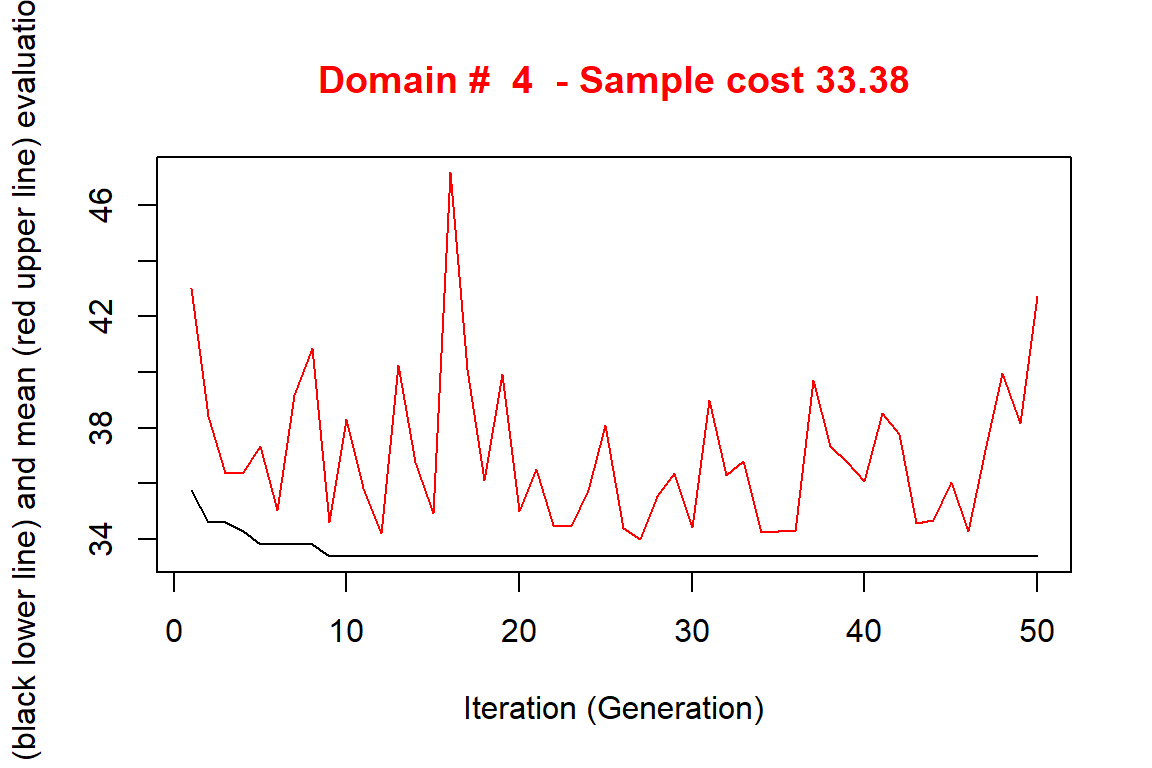 Domain #  4  - Sample cost 33.38
(black lower line) and mean (red upper line) evaluatio
46
42
38
34
0 10 20 30 40 50
Iteration (Generation)